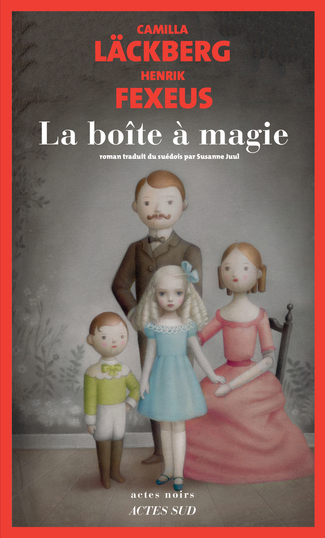 CAMILLA
LÄCKBERG
HENRIK
FEXEUS
La boîte à magie
roman traduit du suédois par Susanne Juul
actes noirs
ACTES SUD